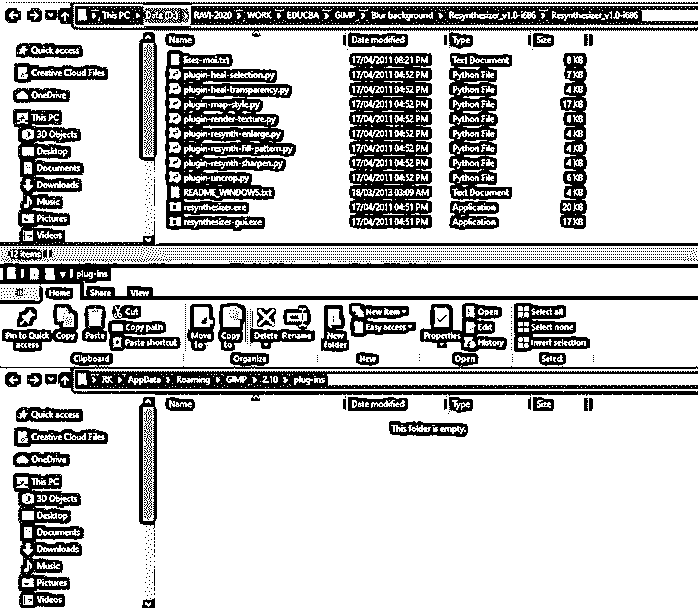 This PC > Data (D:) > RAVI-2020 > WORK > EDUCBA > GIMP > Blur background > Resynthesizer_v1.0-i686 > Resynthesizer_v1.0-i686
Name Date modified Type Size
Quick access
Creative Cloud Files
OneDrive
This PC
3D Objects
Desktop
Documents
Downloads
Music
Pictures
Videos
lisez-moi.txt 17/04/2011 08:21 PM Text Document 8 KB
plugin-heal-selection.py 17/04/2011 04:52 PM Python File 7 KB
plugin-heal-transparency.py 17/04/2011 04:52 PM Python File 4 KB
plugin-map-style.py 17/04/2011 04:52 PM Python File 17 KB
plugin-render-texture.py 17/04/2011 04:52 PM Python File 8 KB
plugin-resynth-enlarge.py 17/04/2011 04:52 PM Python File 4 KB
plugin-resynth-fill-pattern.py 17/04/2011 04:52 PM Python File 4 KB
plugin-resynth-sharpen.py 17/04/2011 04:52 PM Python File 4 KB
plugin-uncrop.py 17/04/2011 04:52 PM Python File 6 KB
README_WINDOWS.txt 18/03/2013 03:09 AM Text Document 4 KB
resynthesizer.exe 17/04/2011 04:51 PM Application 20 KB
resynthesizer-gui.exe 17/04/2011 04:51 PM Application 17 KB
12 items
plug-ins
Home Share View
Pin to Quick access
Copy
Paste
Cut
Copy path
Paste shortcut
Clipboard
Move to
Copy to
Delete
Rename
Organize
New folder
New item
Easy access
New
Properties
Open
Edit
History
Open
Select all
Select none
Invert selection
Select
RK > AppData > Roaming > GIMP > 2.10 > plug-ins
Name Date modified Type Size
This folder is empty.
Quick access
Creative Cloud Files
OneDrive
This PC
3D Objects
Desktop
Documents
Downloads
Music
Pictures
Videos